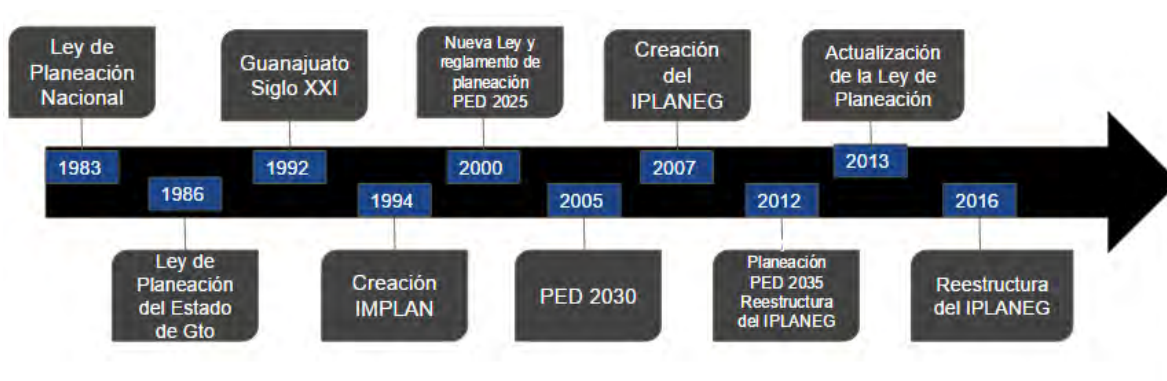 Ley de
Planeación
Nacional
Guanajuato
Siglo XXI
Nueva Ley y
reglamento de
planeación
PED 2025
Creación
del
IPLANEG
Actualización
de la Ley de
Planeación
1983
1986
1992
1994
2000
2005
2007
2012
2013
2016
Ley de
Planeación
del Estado
de Gto
Creación
IMPLAN
PED 2030
Planeación
PED 2035
Reestructura
del IPLANEG
Reestructura
del IPLANEG